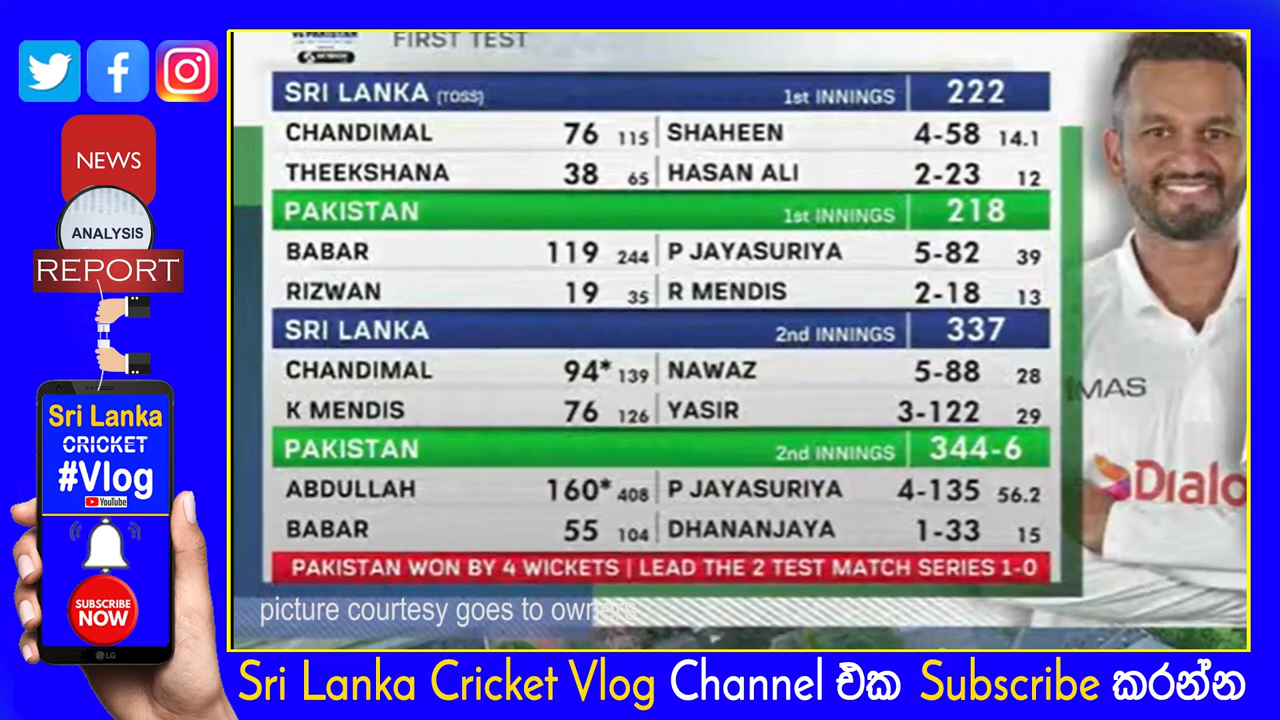 FIRST TEST
SRI LANKA (TOSS) 1st INNINGS 222
CHANDIMAL 76 115 SHAHEEN 4-58 14.1
THEEKSHANA 38 65 HASAN ALI 2-23 12
PAKISTAN 1st INNINGS 218
BABAR 119 244 P JAYASURIYA 5-82 39
RIZWAN 19 35 R MENDIS 2-18 13
SRI LANKA 2nd INNINGS 337
CHANDIMAL 94* 139 NAWAZ 5-88 28
K MENDIS 76 126 YASIR 3-122 29
PAKISTAN 2nd INNINGS 344-6
ABDULLAH 160* 408 P JAYASURIYA 4-135 56.2
BABAR 55 104 DHANANJAYA 1-33 15
PAKISTAN WON BY 4 WICKETS | LEAD THE 2 TEST MATCH SERIES 1-0
picture courtesy goes to owners
NEWS
ANALYSIS
REPORT
Sri Lanka
CRICKET
#Vlog
YouTube
SUBSCRIBE
NOW
LG
MAS
Dialo
Sri Lanka Cricket Vlog Channel එක Subscribe කරන්න